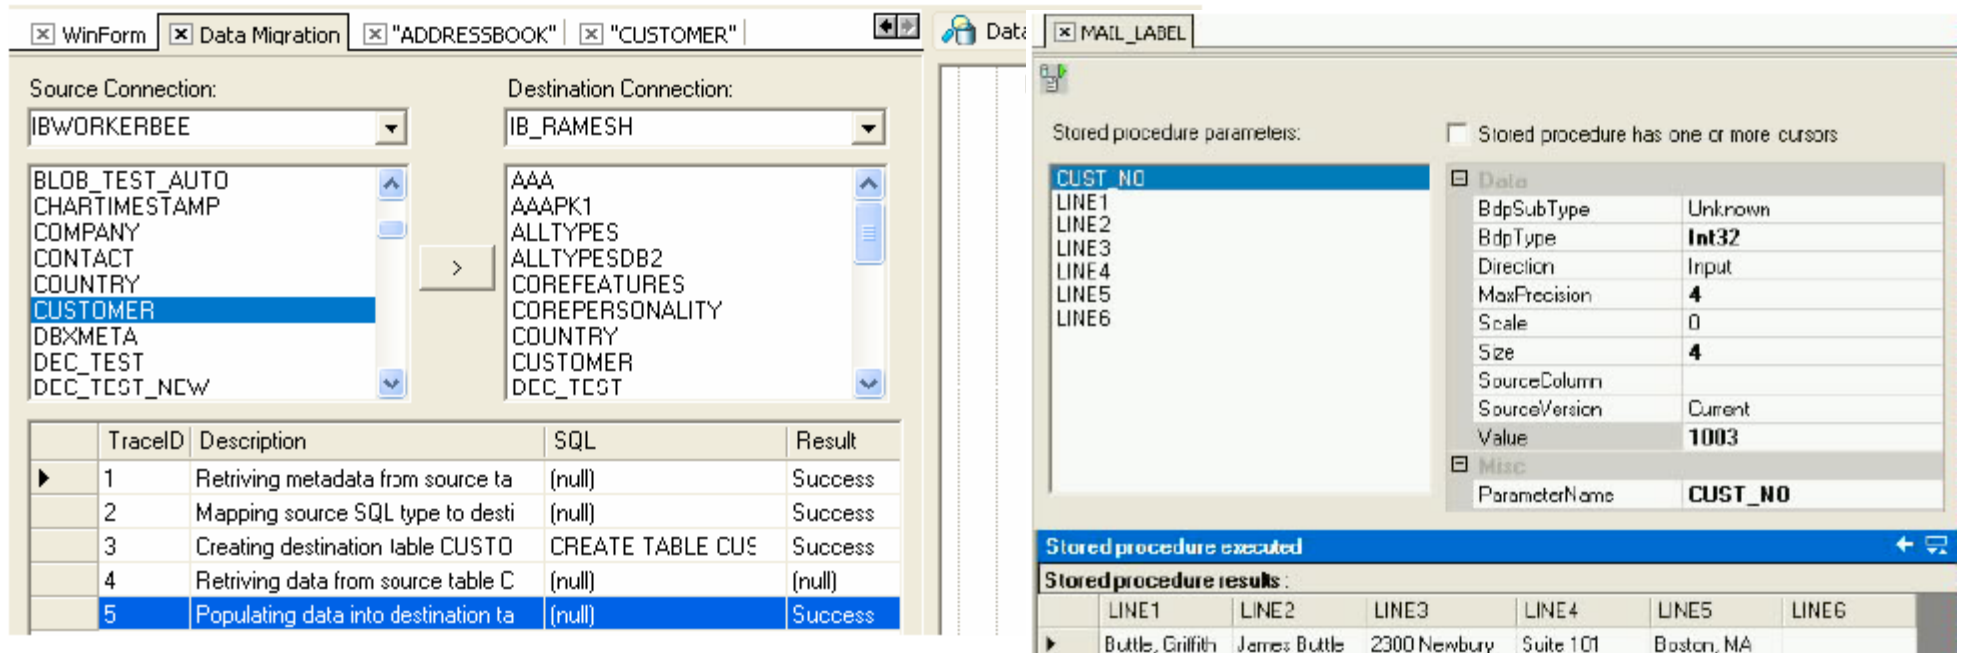 WinForm Data Migration "ADDRESSBOOK" "CUSTOMER"
Source Connection: Destination Connection:
IBWORKERBEE IB_RAMESH
BLOB_TEST_AUTO
CHARTIMESTAMP
COMPANY
CONTACT
COUNTRY
CUSTOMER
DBXMETA
DEC_TEST
DEC_TEST_NEW
>
AAA
AAAPK1
ALLTYPES
ALLTYPESDB2
COREFEATURES
COREPERSONALITY
COUNTRY
CUSTOMER
DEC_TEST
TraceID Description SQL Result
1 Retriving metadata from source ta (null) Success
2 Mapping source SQL type to desti (null) Success
3 Creating destination table CUSTO CREATE TABLE CUS Success
4 Retriving data from source table C (null) (null)
5 Populating data into destination ta (null) Success
Data
MAIL_LABEL
Stored procedure parameters: Stored procedure has one or more cursors
CUST_NO
LINE1
LINE2
LINE3
LINE4
LINE5
LINE6
Data
BdpSubType Unknown
BdpType Int32
Direction Input
MaxPrecision 4
Scale 0
Size 4
SourceColumn
SourceVersion Current
Value 1003
Misc
ParameterName CUST_NO
Stored procedure executed
Stored procedure results :
LINE1 LINE2 LINE3 LINE4 LINE5 LINE6
Buttle, Griffith James Buttle 2300 Newbury Suite 101 Boston, MA